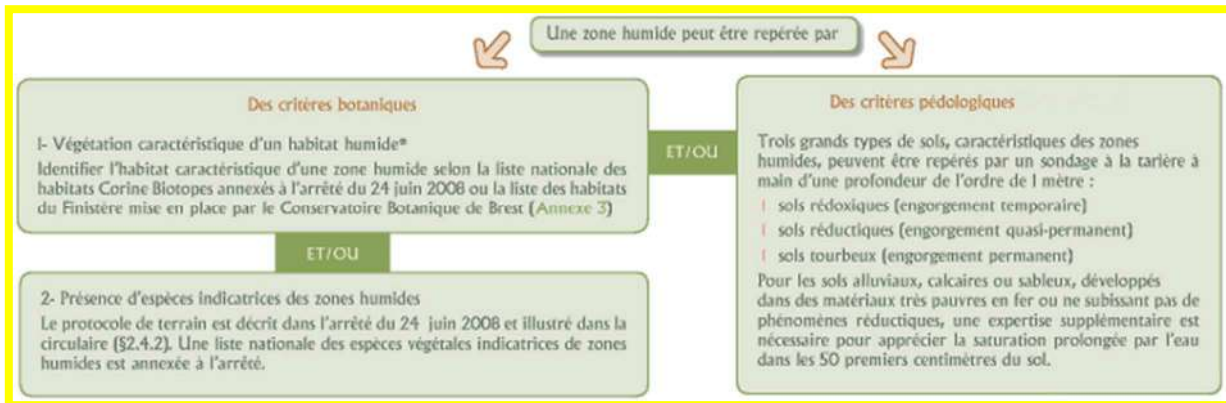 Une zone humide peut être repérée par
Des critères botaniques
1- Végétation caractéristique d'un habitat humide*
Identifier l'habitat caractéristique d'une zone humide selon la liste nationale des
habitats Corine Biotopes annexés à l'arrêté du 24 juin 2008 ou la liste des habitats
du Finistère mise en place par le Conservatoire Botanique de Brest (Annexe 3)
ET/OU
2- Présence d'espèces indicatrices des zones humides
Le protocole de terrain est décrit dans l'arrêté du 24 juin 2008 et illustré dans la
circulaire (§2.4.2). Une liste nationale des espèces végétales indicatrices de zones
humides est annexée à l'arrêté.
ET/OU
Des critères pédologiques
Trois grands types de sols, caractéristiques des zones
humides, peuvent être repérés par un sondage à la tarière à
main d'une profondeur de l'ordre de 1 mètre :
sols rédoxiques (engorgement temporaire)
sols réductiques (engorgement quasi-permanent)
sols tourbeux (engorgement permanent)
Pour les sols alluviaux, calcaires ou sableux, développés
dans des matériaux très pauvres en fer ou ne subissant pas de
phénomènes réductiques, une expertise supplémentaire est
nécessaire pour apprécier la saturation prolongée par l'eau
dans les 50 premiers centimètres du sol.